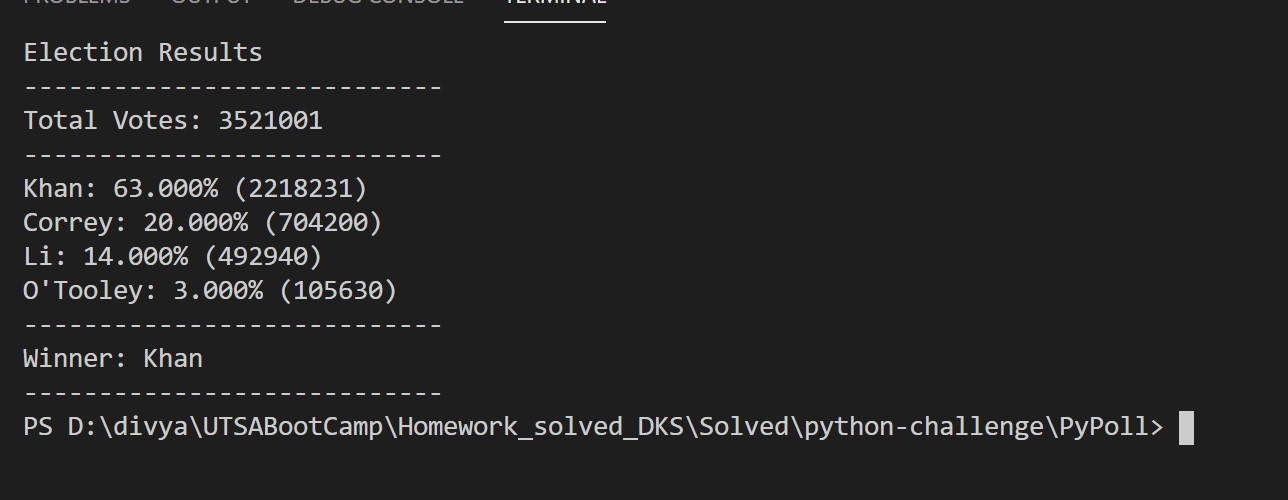 PROBLEMS OUTPUT DEBUG CONSOLE TERMINAL
Election Results
----------------------------
Total Votes: 3521001
----------------------------
Khan: 63.000% (2218231)
Correy: 20.000% (704200)
Li: 14.000% (492940)
O'Tooley: 3.000% (105630)
----------------------------
Winner: Khan
----------------------------
PS D:\divya\UTSABootCamp\Homework_solved_DKS\Solved\python-challenge\PyPoll>